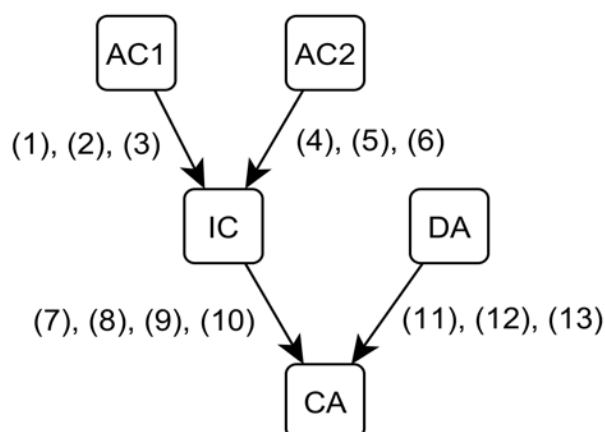 AC1
AC2
(1), (2), (3)
(4), (5), (6)
IC
DA
(7), (8), (9), (10)
(11), (12), (13)
CA